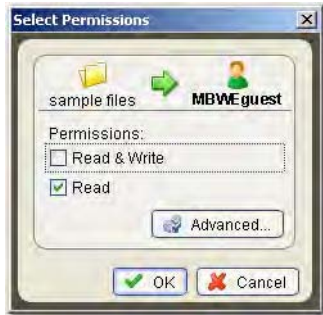 Select Permissions
sample files MBWEguest
Permissions:
Read & Write
Read
Advanced...
OK Cancel